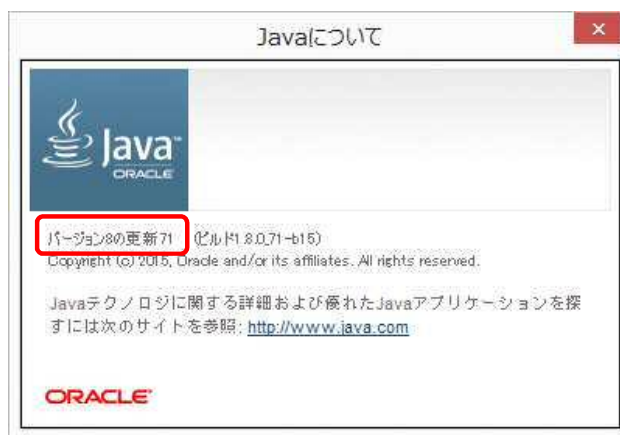 Javaについて
Java™
ORACLE
バージョン8の更新71 (ビルド1.8.0_71-b15)
Copyright (c) 2015, Oracle and/or its affiliates. All rights reserved.
Javaテクノロジに関する詳細および優れたJavaアプリケーションを探
すには次のサイトを参照: http://www.java.com
ORACLE